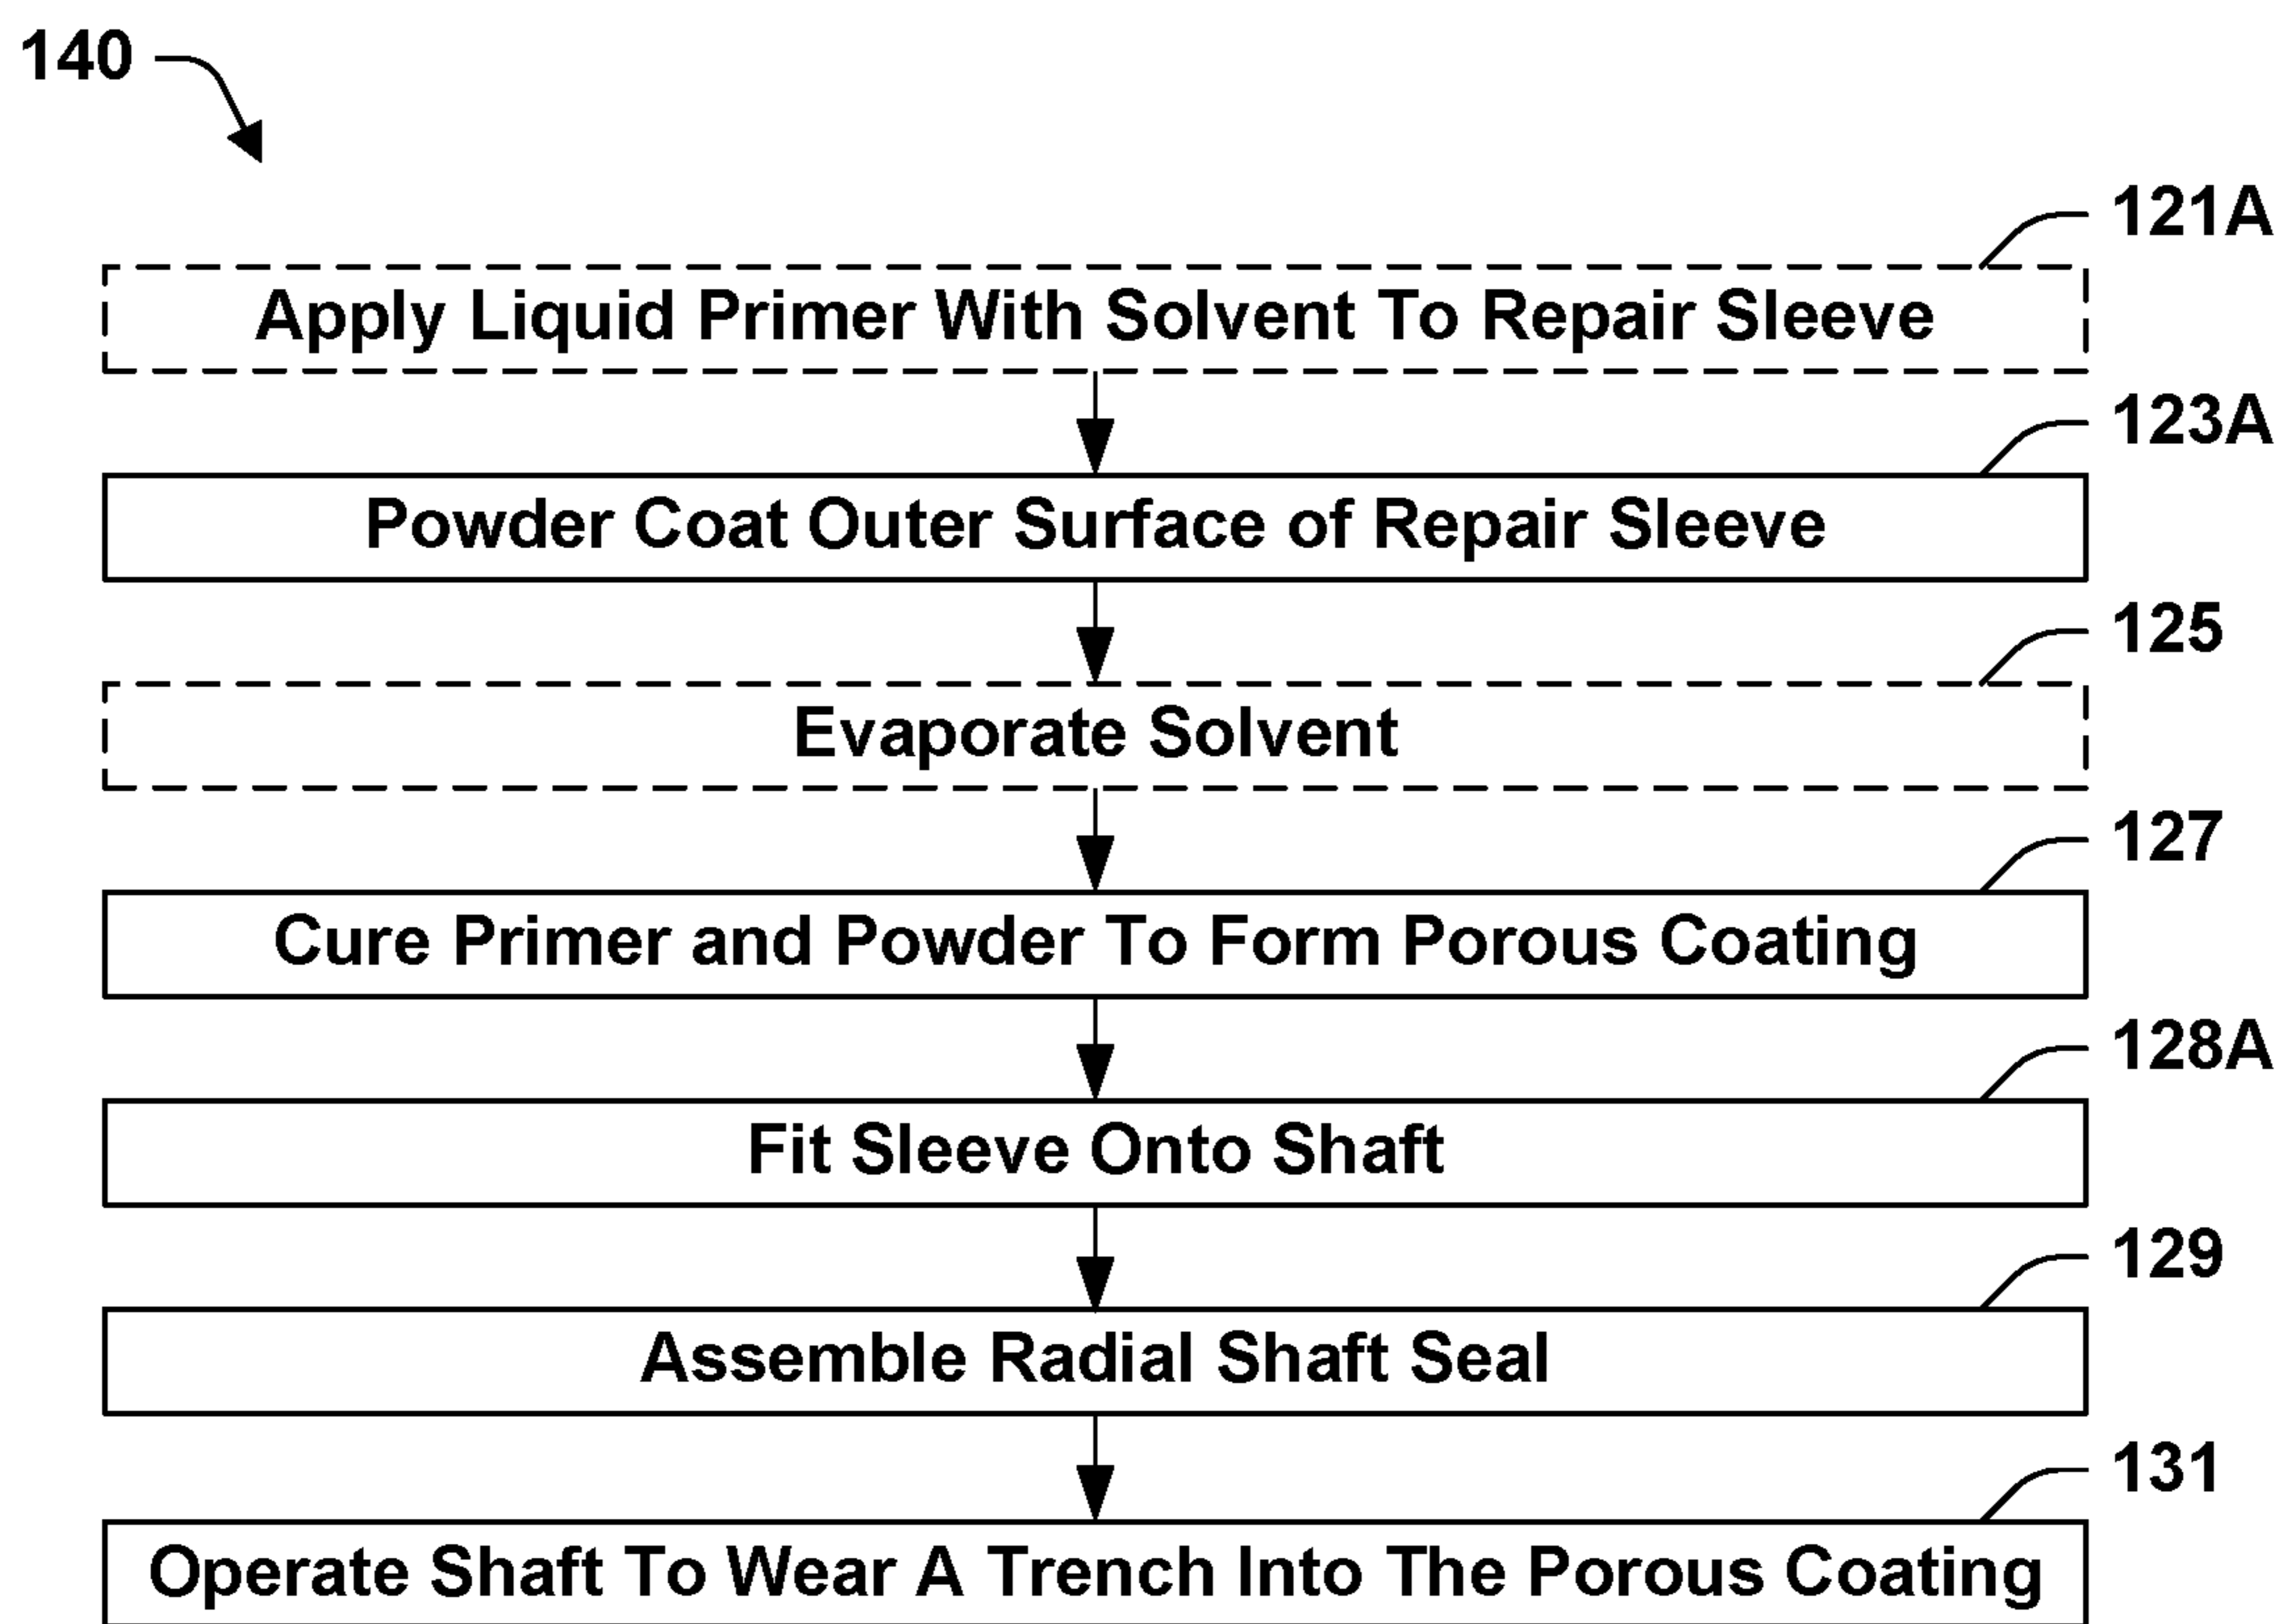 140
121A
Apply Liquid Primer With Solvent To Repair Sleeve
123A
Powder Coat Outer Surface of Repair Sleeve
125
Evaporate Solvent
127
Cure Primer and Powder To Form Porous Coating
128A
Fit Sleeve Onto Shaft
129
Assemble Radial Shaft Seal
131
Operate Shaft To Wear A Trench Into The Porous Coating